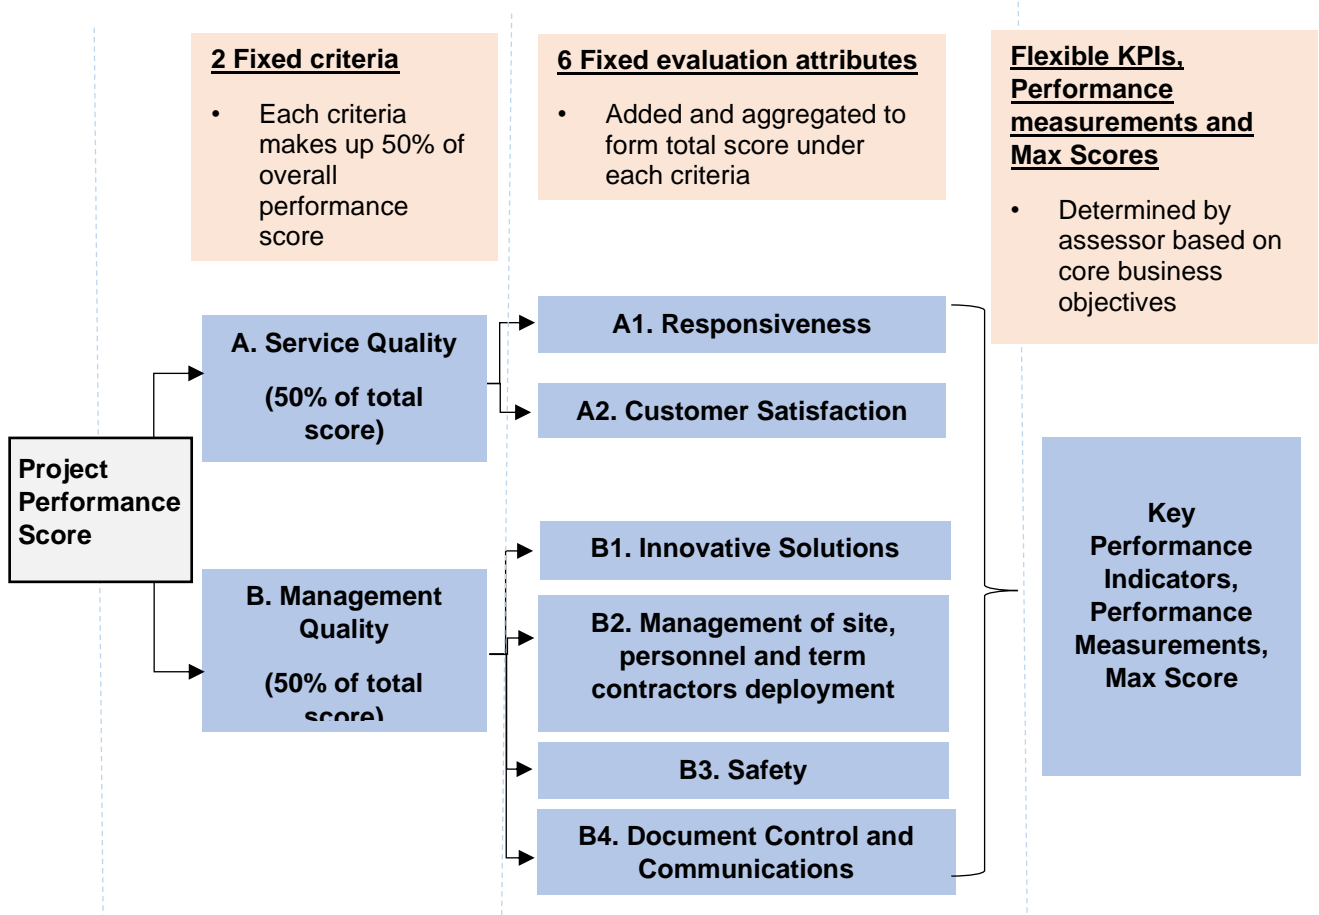 2 Fixed criteria
• Each criteria
makes up 50% of
overall
performance
score
6 Fixed evaluation attributes
• Added and aggregated to
form total score under
each criteria
Flexible KPIs,
Performance
measurements and
Max Scores
• Determined by
assessor based on
core business
objectives
Project
Performance
Score
A. Service Quality
(50% of total
score)
A1. Responsiveness
A2. Customer Satisfaction
B. Management
Quality
(50% of total
score)
B1. Innovative Solutions
B2. Management of site,
personnel and term
contractors deployment
B3. Safety
B4. Document Control and
Communications
Key
Performance
Indicators,
Performance
Measurements,
Max Score